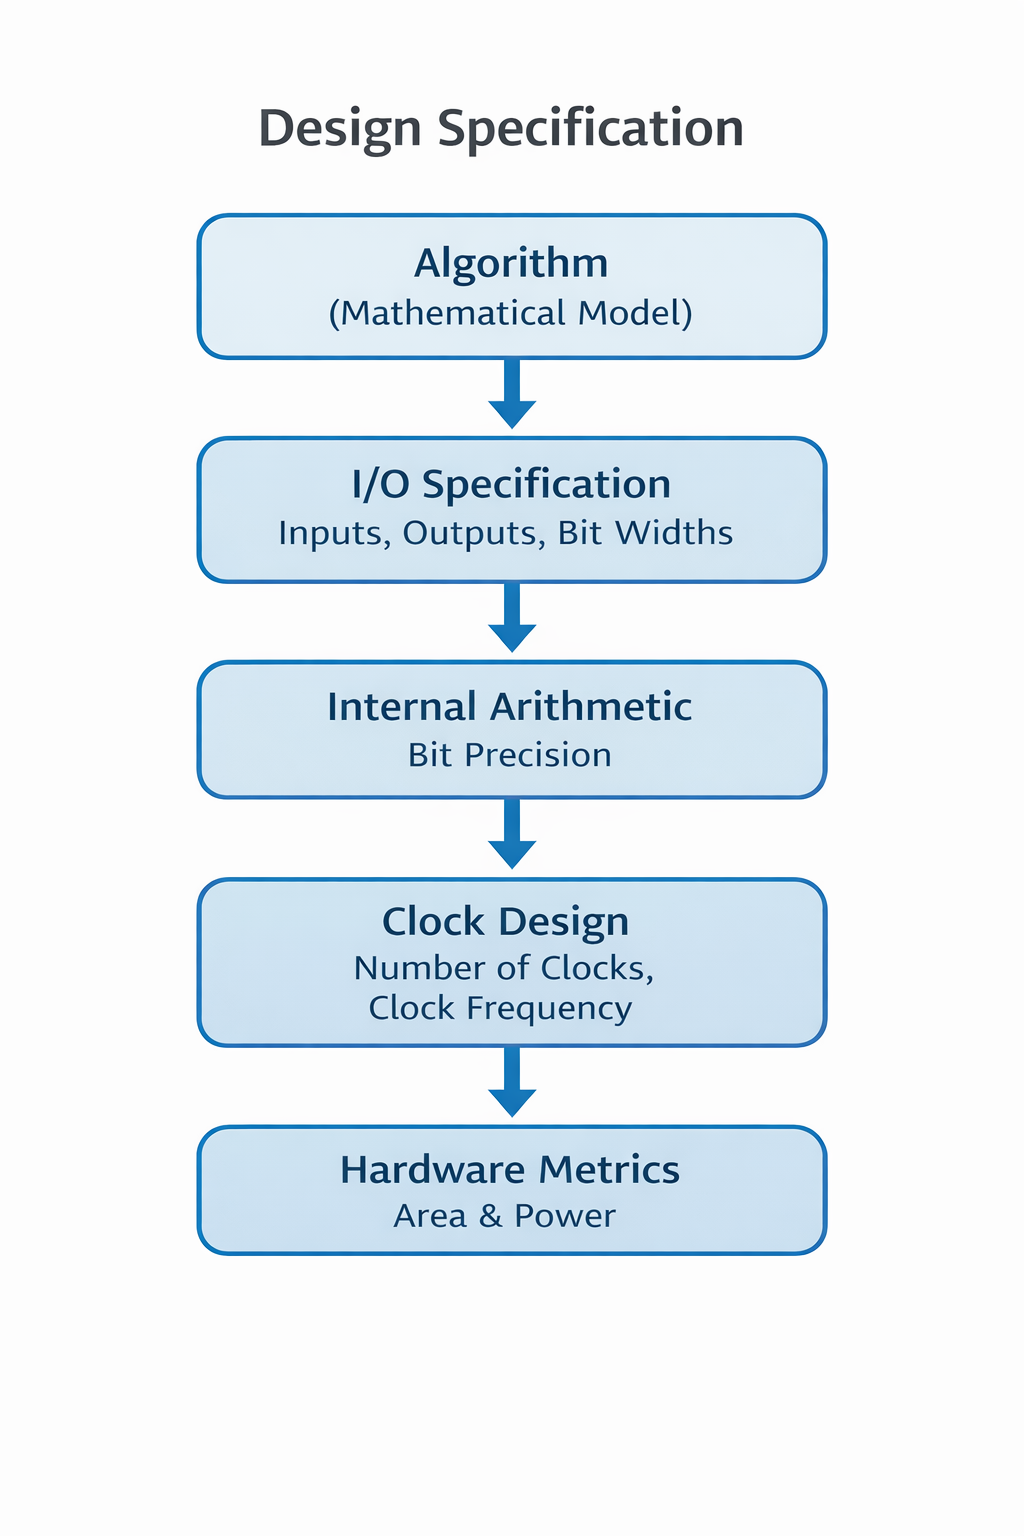 Design Specification
Algorithm
(Mathematical Model)
I/O Specification
Inputs, Outputs, Bit Widths
Internal Arithmetic
Bit Precision
Clock Design
Number of Clocks,
Clock Frequency
Hardware Metrics
Area & Power